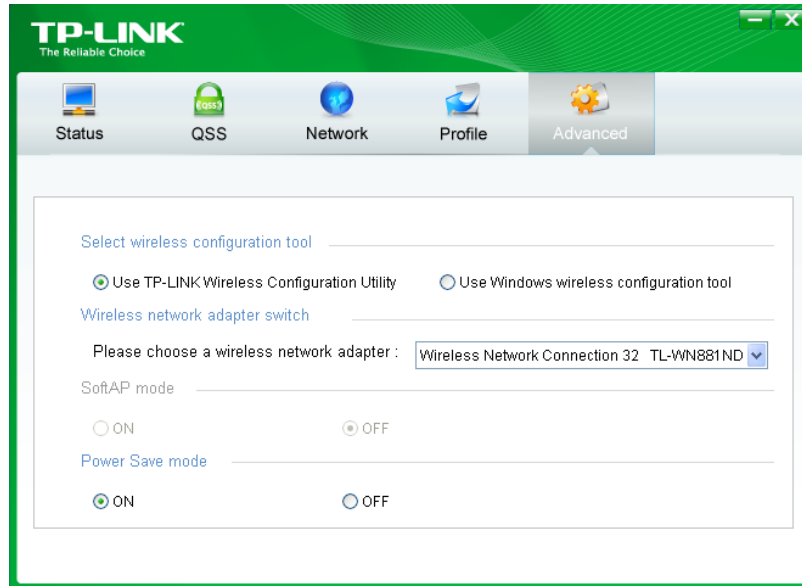 TP-LINK
The Reliable Choice
Status QSS Network Profile Advanced
Select wireless configuration tool
Use TP-LINK Wireless Configuration Utility Use Windows wireless configuration tool
Wireless network adapter switch
Please choose a wireless network adapter : Wireless Network Connection 32 TL-WN881ND
SoftAP mode
ON OFF
Power Save mode
ON OFF